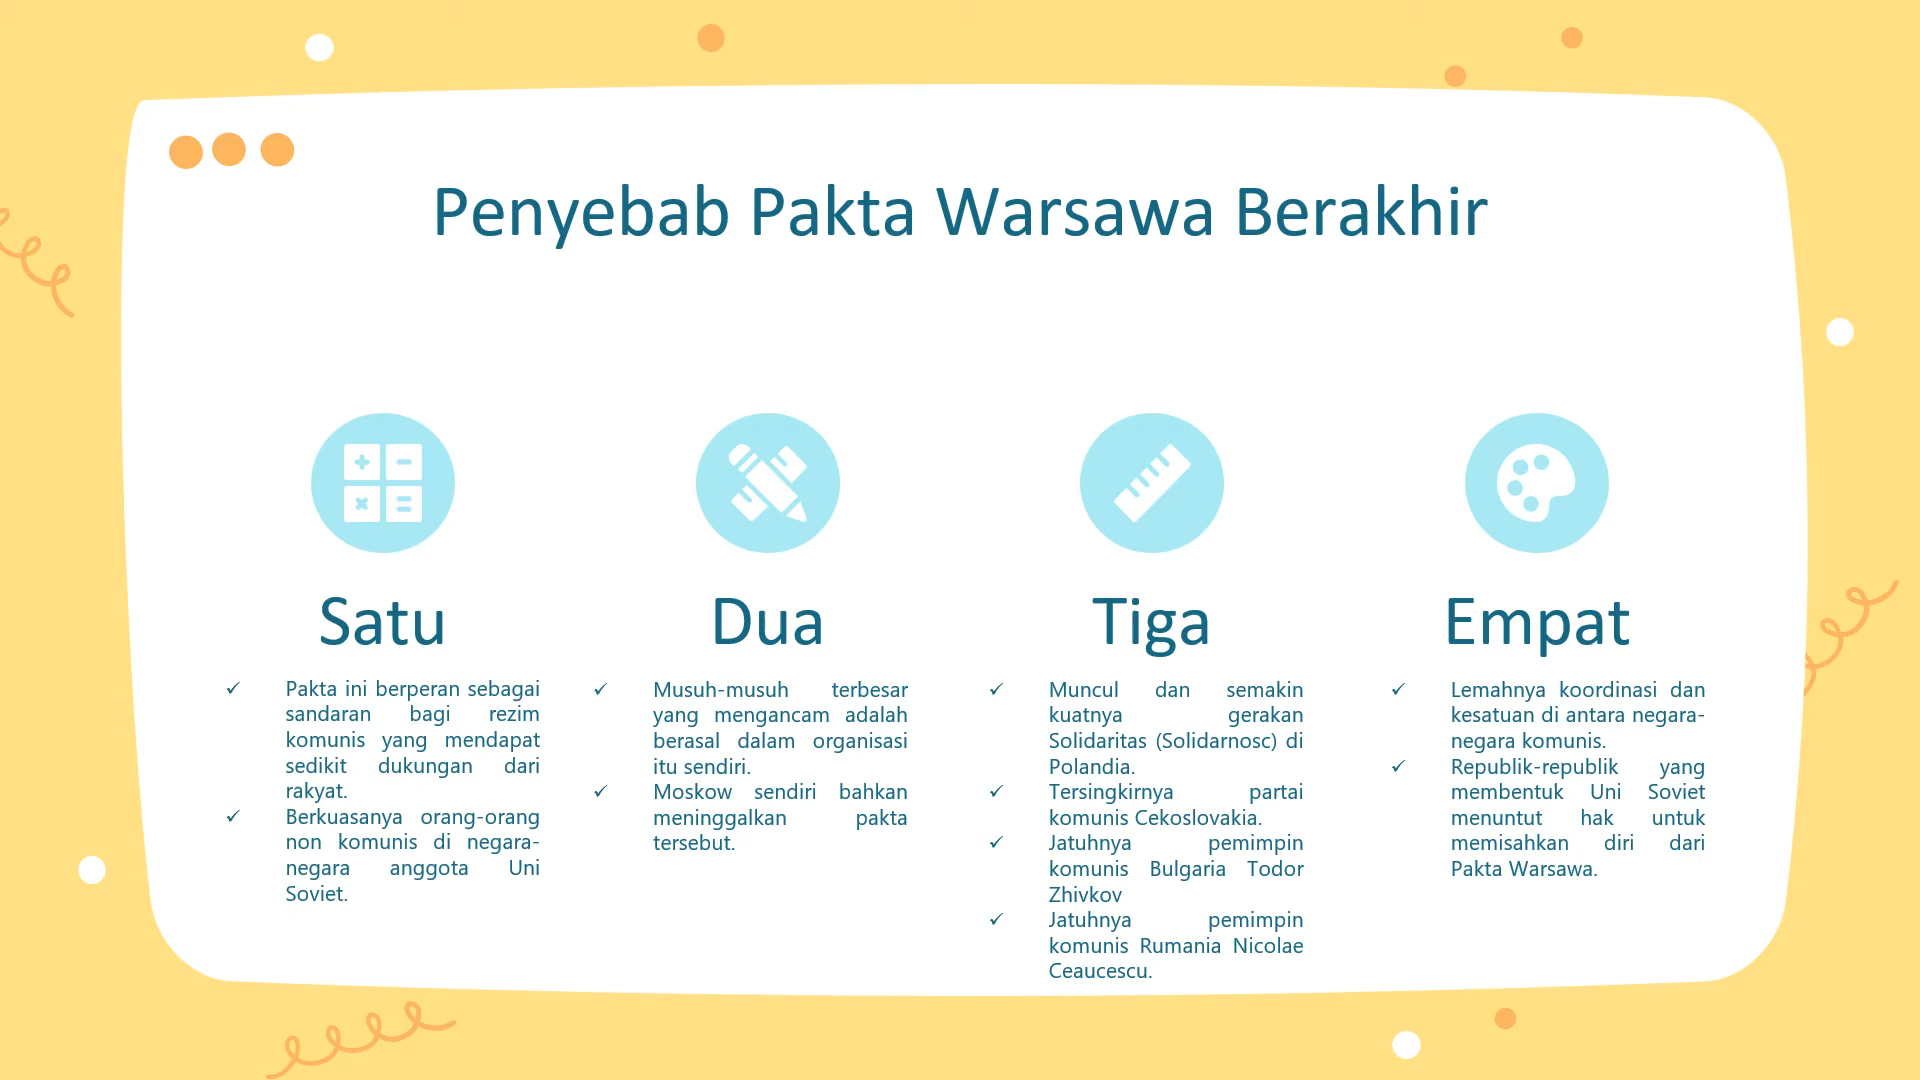 Penyebab Pakta Warsawa Berakhir
Satu
✓ Pakta ini berperan sebagai
sandaran bagi rezim
komunis yang mendapat
sedikit dukungan dari
rakyat.
✓ Berkuasanya orang-orang
non komunis di negara-
negara anggota Uni
Soviet.
Dua
✓ Musuh-musuh terbesar
yang mengancam adalah
berasal dalam organisasi
itu sendiri.
✓ Moskow sendiri bahkan
meninggalkan pakta
tersebut.
Tiga
✓ Muncul dan semakin
kuatnya gerakan
Solidaritas (Solidarnosc) di
Polandia.
✓ Tersingkirnya partai
komunis Cekoslovakia.
✓ Jatuhnya pemimpin
komunis Bulgaria Todor
Zhivkov
✓ Jatuhnya pemimpin
komunis Rumania Nicolae
Ceaucescu.
Empat
✓ Lemahnya koordinasi dan
kesatuan di antara negara-
negara komunis.
✓ Republik-republik yang
membentuk Uni Soviet
menuntut hak untuk
memisahkan diri dari
Pakta Warsawa.